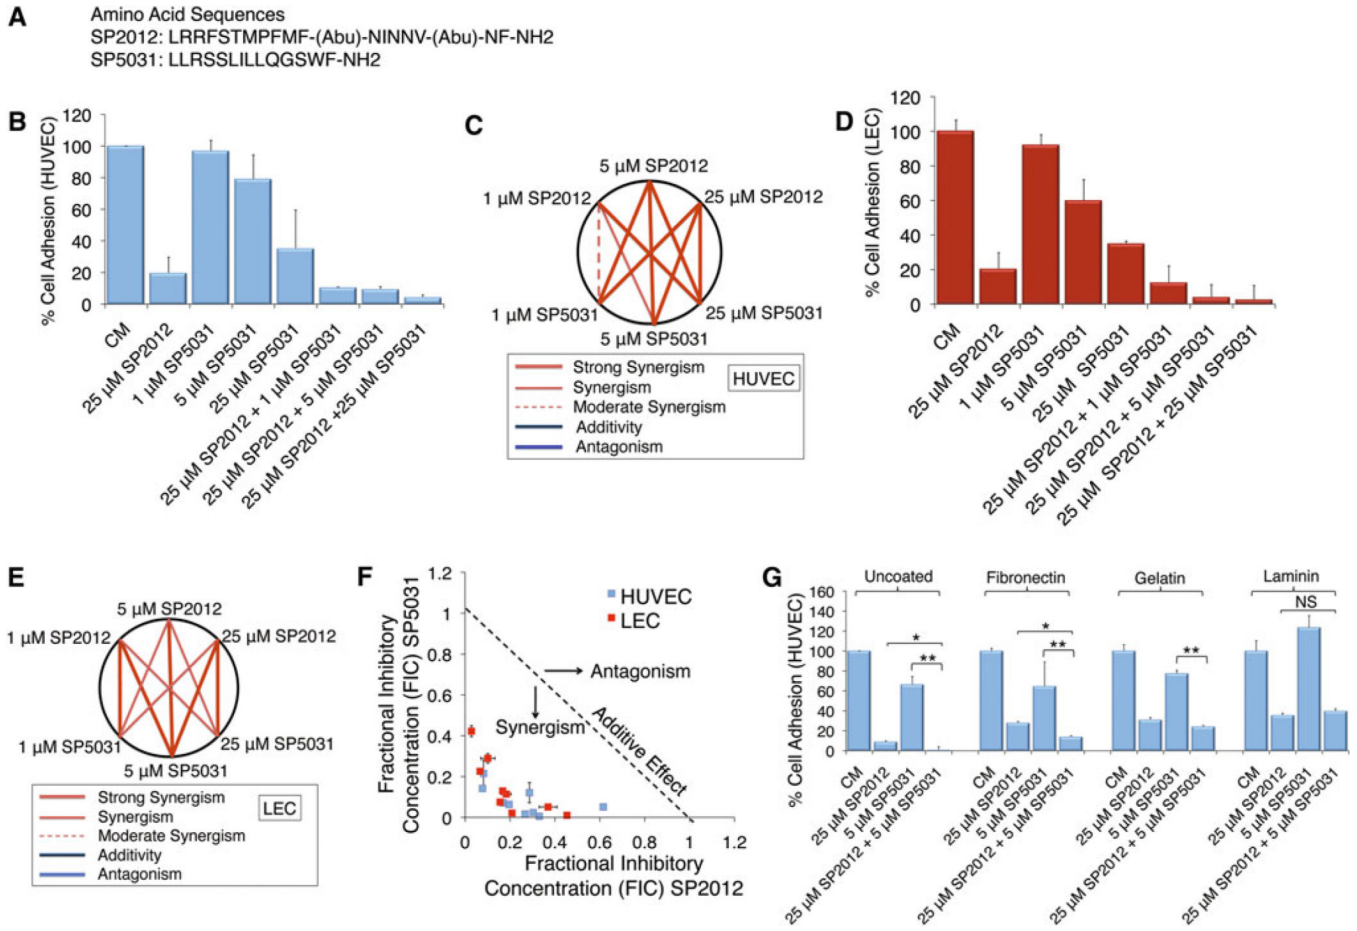 A
Amino Acid Sequences
SP2012: LRRFSTMPFMF-(Abu)-NINNV-(Abu)-NF-NH2
SP5031: LLRSSLILLQGSWF-NH2
B
% Cell Adhesion (HUVEC)
120
100
80
60
40
20
0
CM
25 µM SP2012
1 µM SP5031
5 µM SP5031
25 µM SP5031
25 µM SP2012 + 1 µM SP5031
25 µM SP2012 + 5 µM SP5031
25 µM SP2012 +25 µM SP5031
C
5 µM SP2012
1 µM SP2012
25 µM SP2012
1 µM SP5031
25 µM SP5031
5 µM SP5031
Strong Synergism
HUVEC
Synergism
Moderate Synergism
Additivity
Antagonism
D
% Cell Adhesion (LEC)
120
100
80
60
40
20
0
CM
25 µM SP2012
1 µM SP5031
5 µM SP5031
25 µM SP5031
25 µM SP2012 + 1 µM SP5031
25 µM SP2012 + 5 µM SP5031
25 µM SP2012 + 25 µM SP5031
E
5 µM SP2012
1 µM SP2012
25 µM SP2012
1 µM SP5031
25 µM SP5031
5 µM SP5031
Strong Synergism
LEC
Synergism
Moderate Synergism
Additivity
Antagonism
F
Fractional Inhibitory
Concentration (FIC) SP5031
1.2
1
0.8
0.6
0.4
0.2
0
HUVEC
LEC
Antagonism
Synergism
Additive Effect
0
0.2
0.4
0.6
0.8
1.0
1.2
Fractional Inhibitory
Concentration (FIC) SP2012
G
Uncoated
Fibronectin
Gelatin
Laminin
% Cell Adhesion (HUVEC)
160
140
120
100
80
60
40
20
0
*
**
*
**
**
NS
CM
25 µM SP2012
5 µM SP5031
25 µM SP2012 + 5 µM SP5031
CM
25 µM SP2012
5 µM SP5031
25 µM SP2012 + 5 µM SP5031
CM
25 µM SP2012
5 µM SP5031
25 µM SP2012 + 5 µM SP5031
CM
25 µM SP2012
5 µM SP5031
25 µM SP2012 + 5 µM SP5031